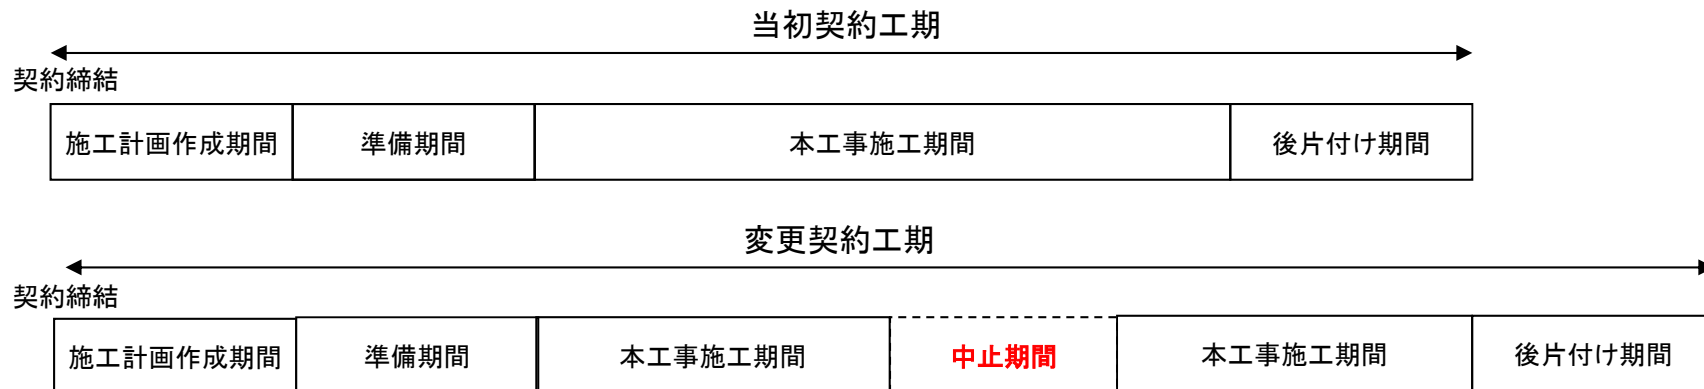 当初契約工期
契約締結
施工計画作成期間 準備期間 本工事施工期間 後片付け期間
変更契約工期
契約締結
施工計画作成期間 準備期間 本工事施工期間 中止期間 本工事施工期間 後片付け期間